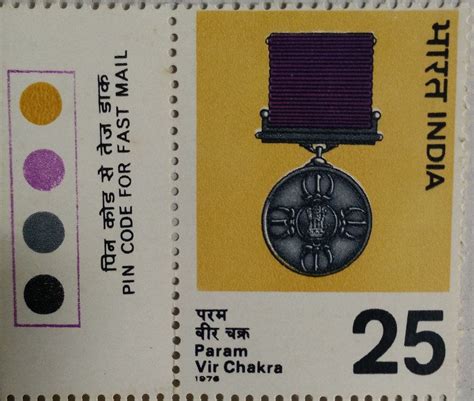 पिन कोड से तेज़ डाक
PIN CODE FOR FAST MAIL
भारत INDIA
परम
वीर चक्र
Param
Vir Chakra
1976
25